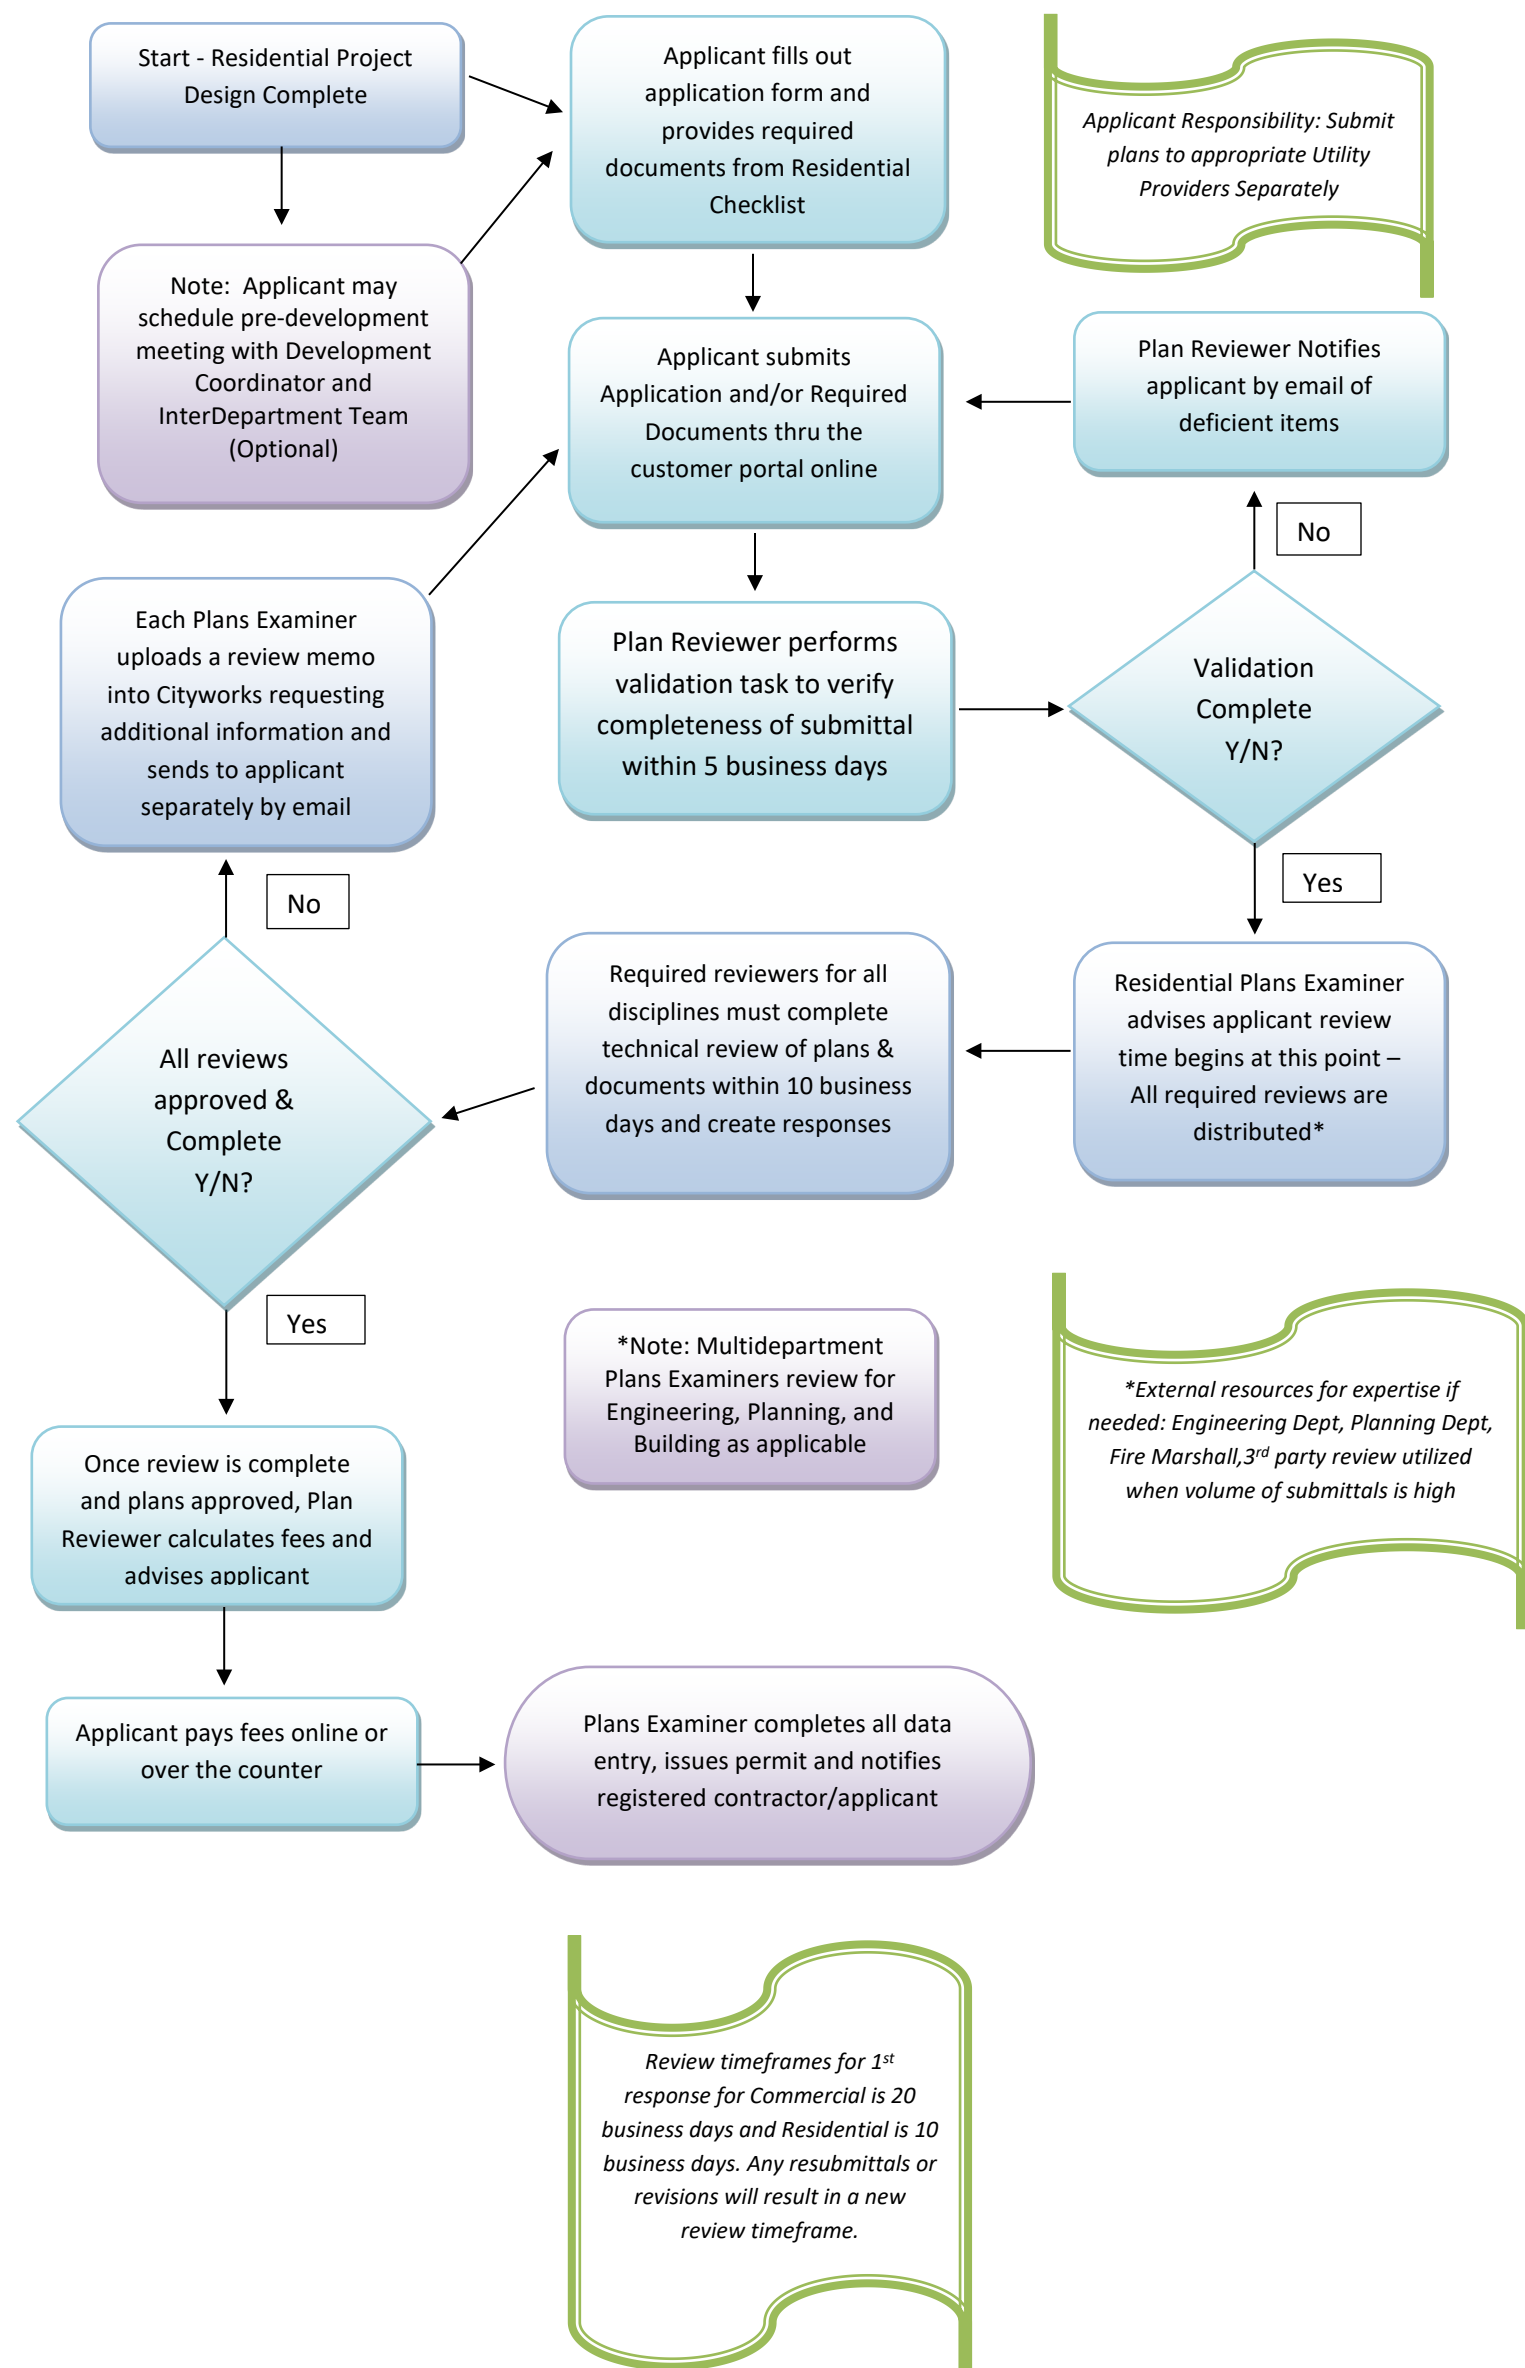 Start - Residential Project
Design Complete
Applicant fills out
application form and
provides required
documents from Residential
Checklist
Applicant Responsibility: Submit
plans to appropriate Utility
Providers Separately
Note:  Applicant may
schedule pre-development
meeting with Development
Coordinator and
InterDepartment Team
(Optional)
Applicant submits
Application and/or Required
Documents thru the
customer portal online
Plan Reviewer Notifies
applicant by email of
deficient items
No
Each Plans Examiner
uploads a review memo
into Cityworks requesting
additional information and
sends to applicant
separately by email
Plan Reviewer performs
validation task to verify
completeness of submittal
within 5 business days
Validation
Complete
Y/N?
Yes
No
Required reviewers for all
disciplines must complete
technical review of plans &
documents within 10 business
days and create responses
Residential Plans Examiner
advises applicant review
time begins at this point –
All required reviews are
distributed*
All reviews
approved &
Complete
Y/N?
Yes
*Note: Multidepartment
Plans Examiners review for
Engineering, Planning, and
Building as applicable
*External resources for expertise if
needed: Engineering Dept, Planning Dept,
Fire Marshall,3rd party review utilized
when volume of submittals is high
Once review is complete
and plans approved, Plan
Reviewer calculates fees and
advises applicant
Applicant pays fees online or
over the counter
Plans Examiner completes all data
entry, issues permit and notifies
registered contractor/applicant
Review timeframes for 1st
response for Commercial is 20
business days and Residential is 10
business days. Any resubmittals or
revisions will result in a new
review timeframe.